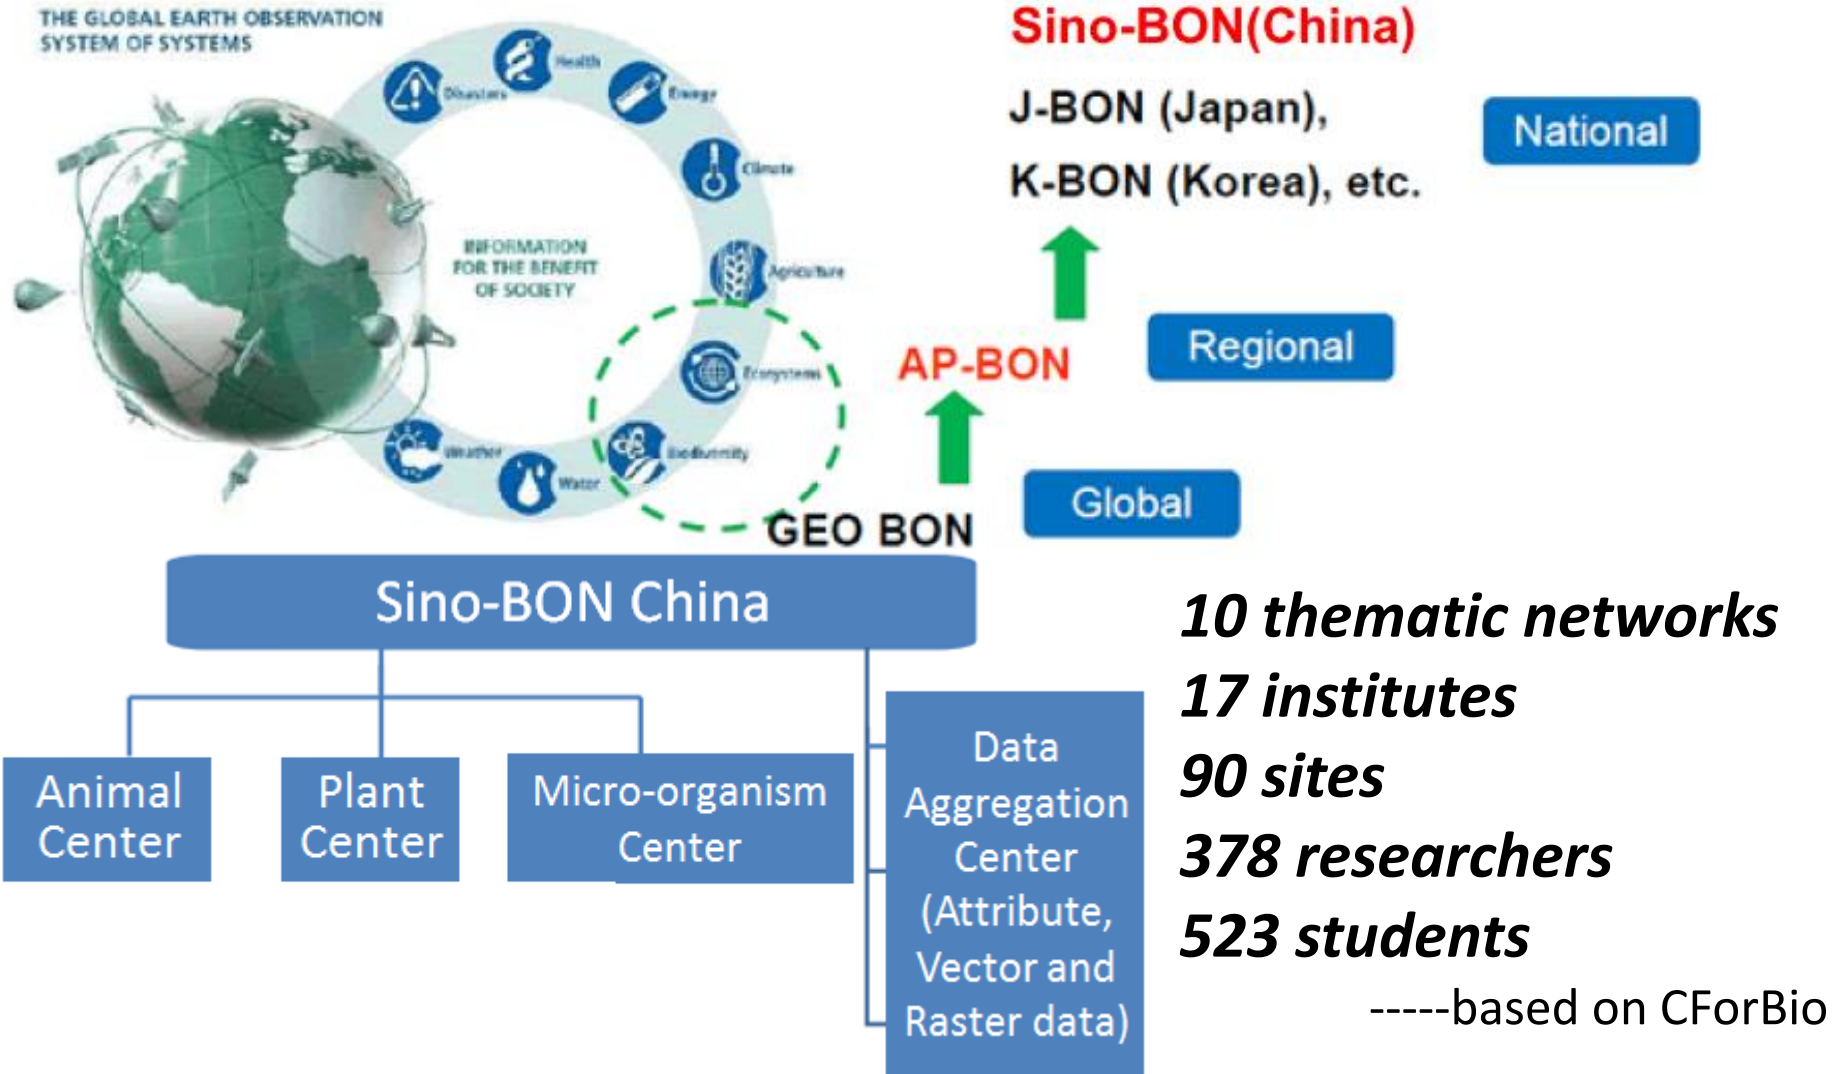 THE GLOBAL EARTH OBSERVATION
SYSTEM OF SYSTEMS
Health
Disasters
Energy
Climate
Agriculture
Ecosystems
Biodiversity
Water
Weather
INFORMATION
FOR THE BENEFIT
OF SOCIETY
Sino-BON(China)
J-BON (Japan),
K-BON (Korea), etc.
National
AP-BON
Regional
GEO BON
Global
Sino-BON China
Animal
Center
Plant
Center
Micro-organism
Center
Data
Aggregation
Center
(Attribute,
Vector and
Raster data)
10 thematic networks
17 institutes
90 sites
378 researchers
523 students
-----based on CForBio